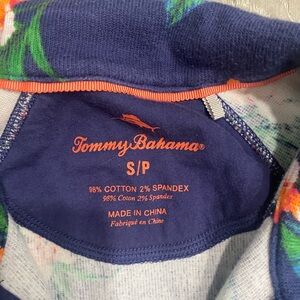 Tommy Bahama®
S/P
98% COTTON 2% SPANDEX
98% Coton 2% Spandex
MADE IN CHINA
Fabriqué en Chine